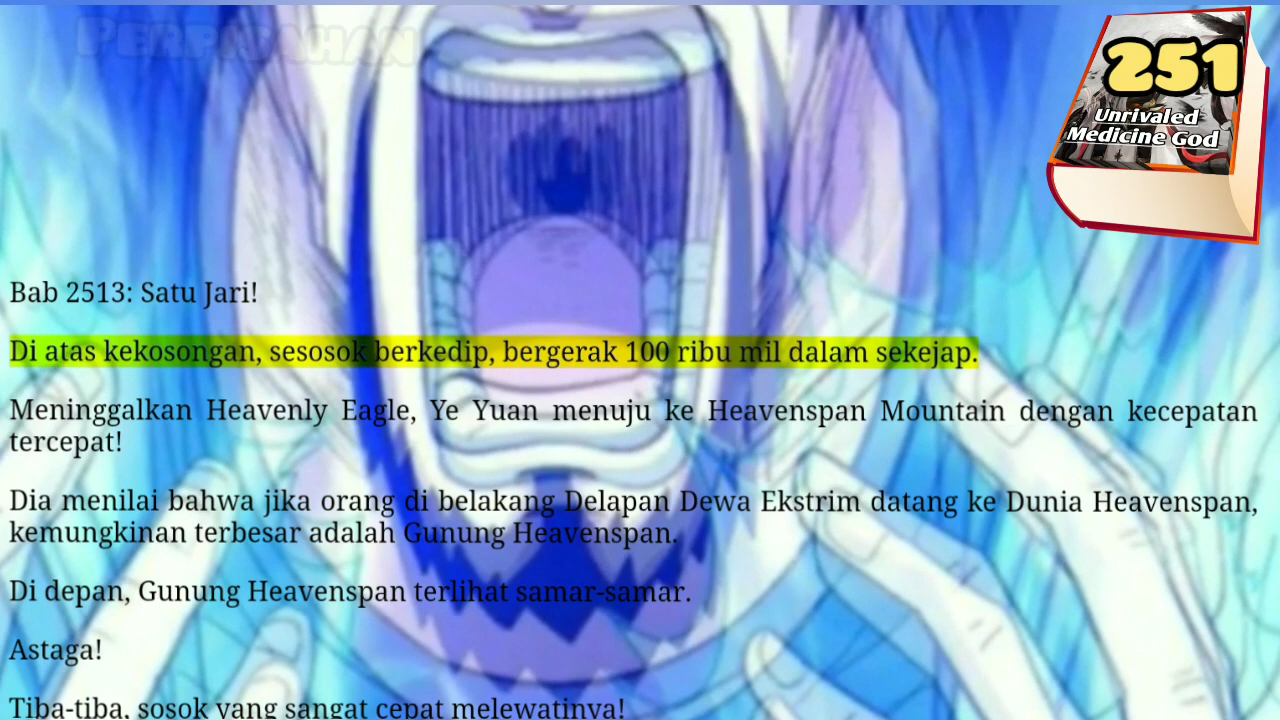 PERPATAHAN
251
Unrivaled
Medicine God
Bab 2513: Satu Jari!
Di atas kekosongan, sesosok berkedip, bergerak 100 ribu mil dalam sekejap.
Meninggalkan Heavenly Eagle, Ye Yuan menuju ke Heavenspan Mountain dengan kecepatan
tercepat!
Dia menilai bahwa jika orang di belakang Delapan Dewa Ekstrim datang ke Dunia Heavenspan,
kemungkinan terbesar adalah Gunung Heavenspan.
Di depan, Gunung Heavenspan terlihat samar-samar.
Astaga!
Tiba-tiba, sosok yang sangat cepat melewatinya!